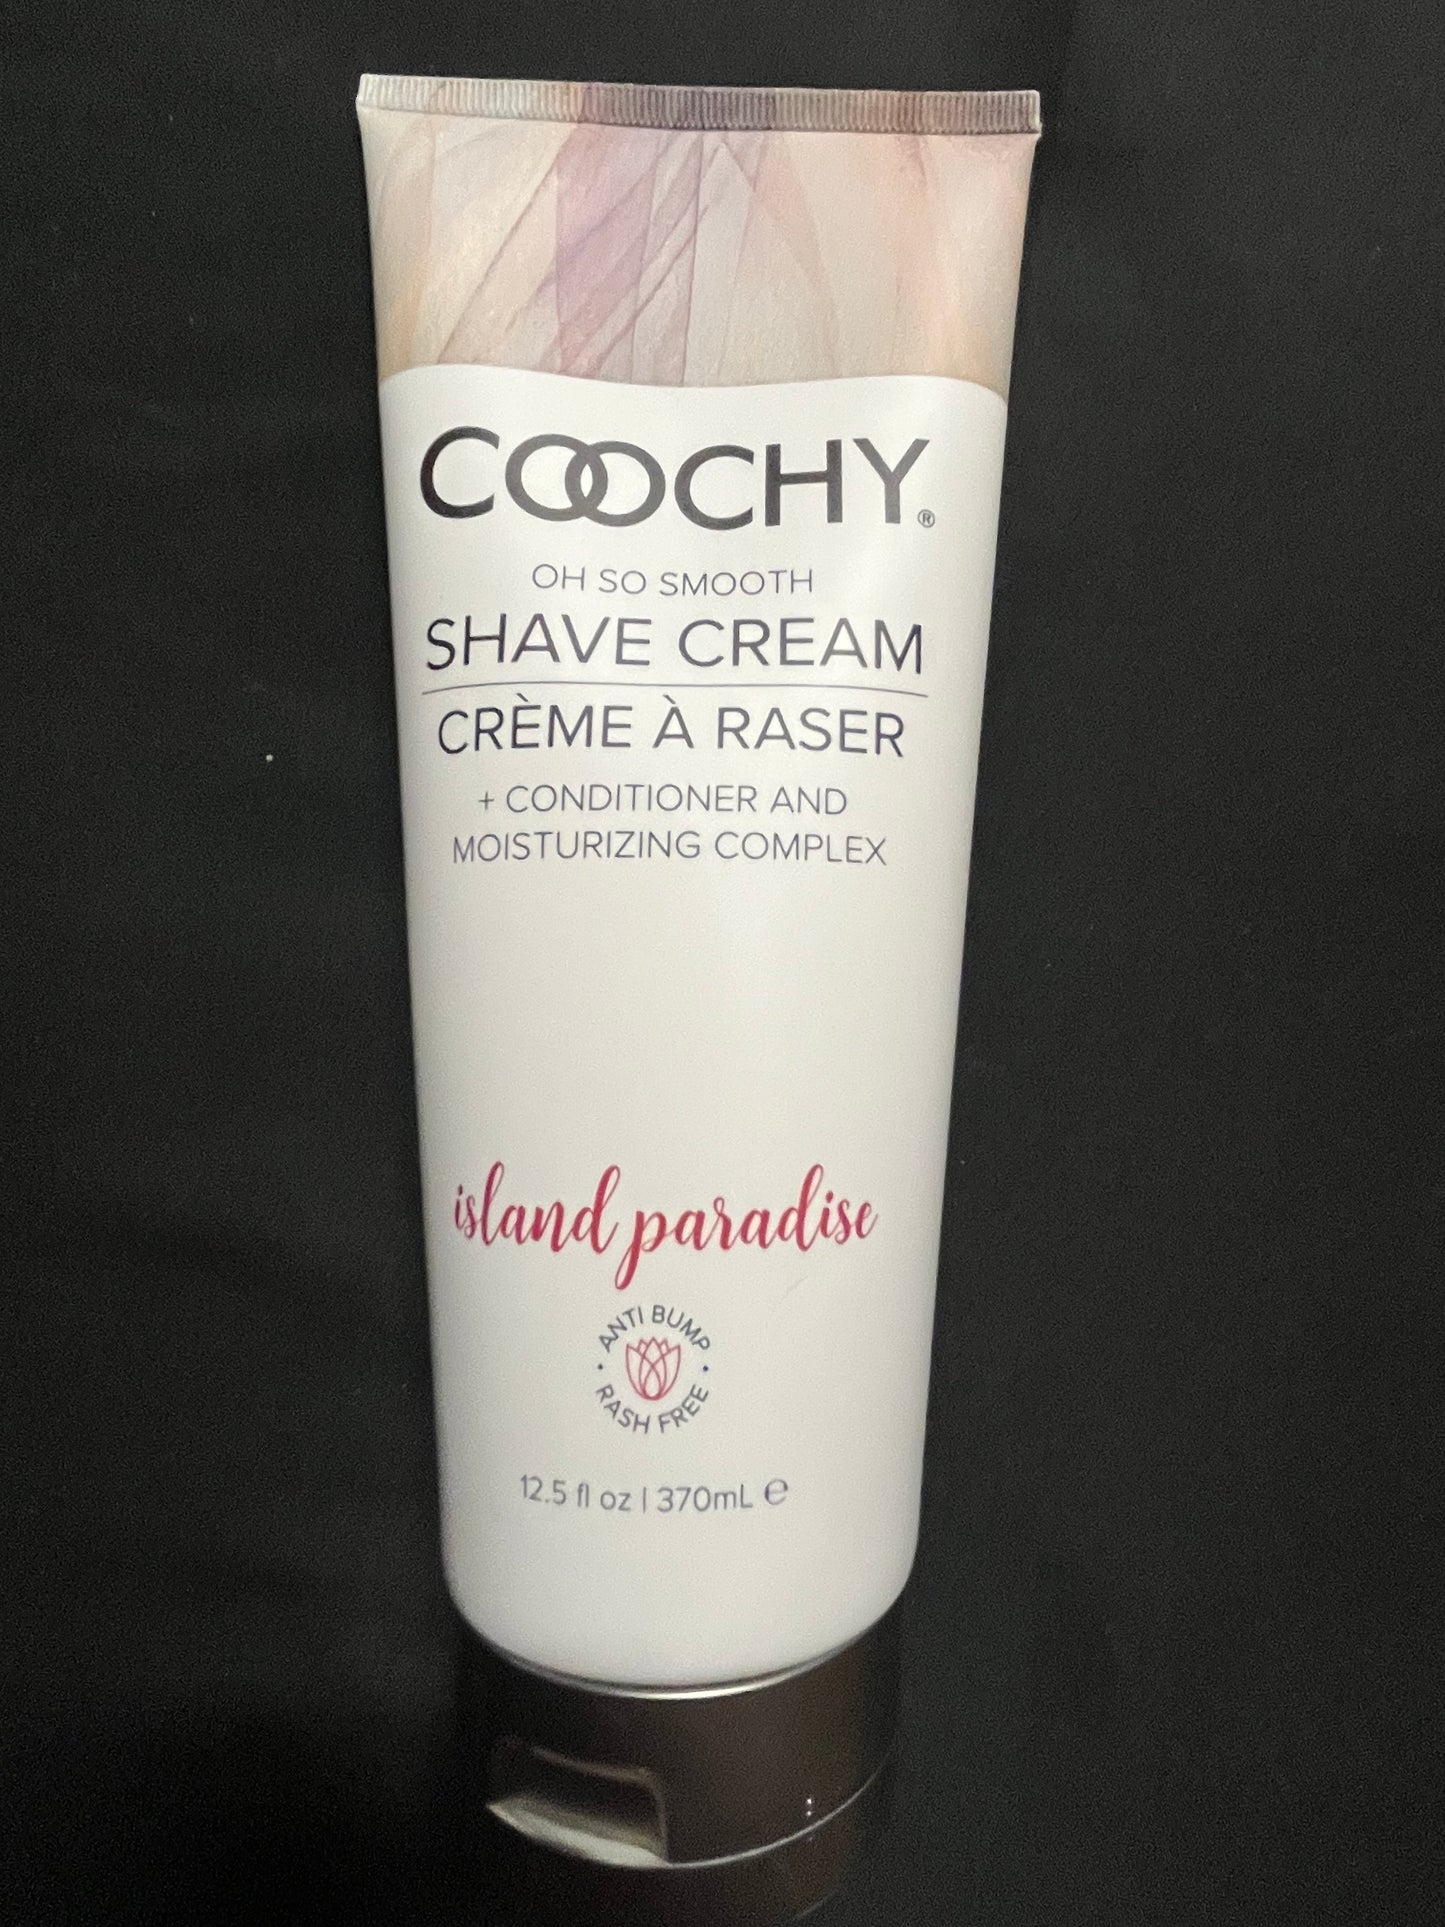 COOCHY®
OH SO SMOOTH
SHAVE CREAM
CRÈME À RASER
+ CONDITIONER AND
MOISTURIZING COMPLEX
island paradise
ANTI BUMP
• RASH FREE •
12.5 fl oz | 370mL ℮